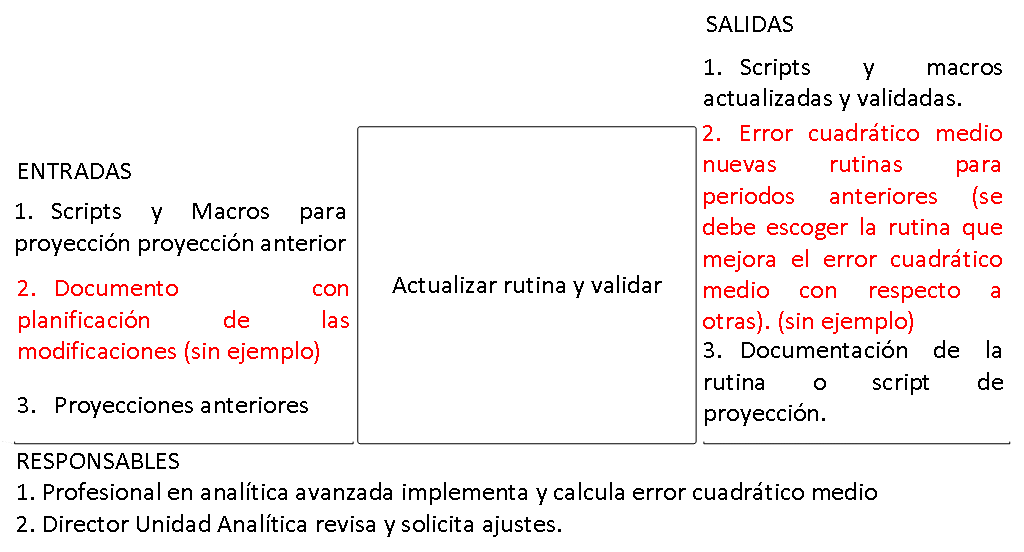 ENTRADAS
1. Scripts y Macros para
proyección proyección anterior
2. Documento con
planificación de las
modificaciones (sin ejemplo)
3. Proyecciones anteriores
Actualizar rutina y validar
SALIDAS
1. Scripts y macros
actualizadas y validadas.
2. Error cuadrático medio
nuevas rutinas para
periodos anteriores (se
debe escoger la rutina que
mejora el error cuadrático
medio con respecto a
otras). (sin ejemplo)
3. Documentación de la
rutina o script de
proyección.
RESPONSABLES
1. Profesional en analítica avanzada implementa y calcula error cuadrático medio
2. Director Unidad Analítica revisa y solicita ajustes.